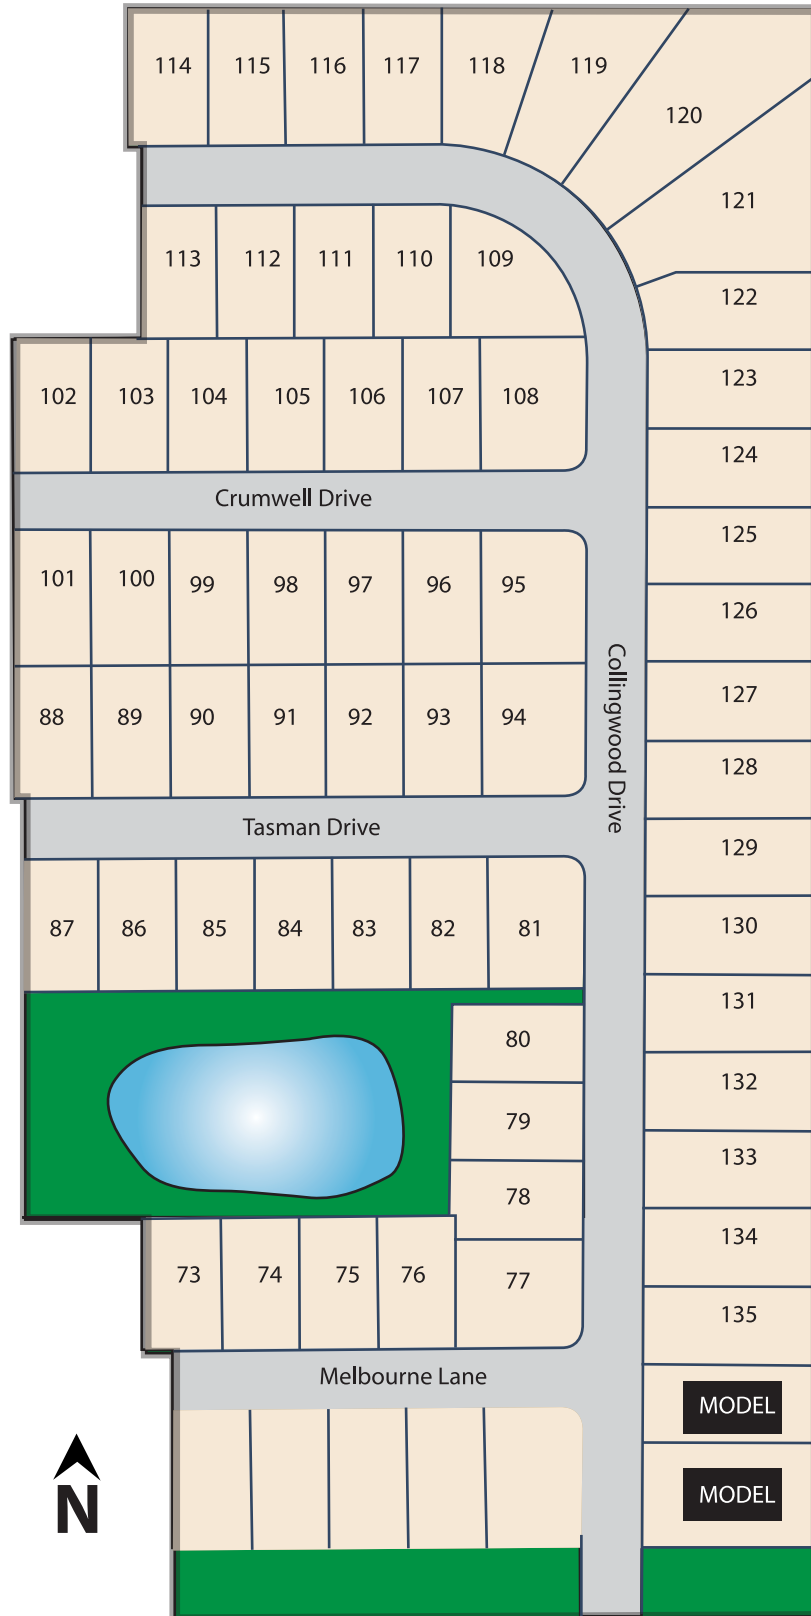 114 115 116 117 118 119
120
121
113 112 111 110 109
122
102 103 104 105 106 107 108
123
124
Crumwell Drive
125
101 100 99 98 97 96 95
126
Collingwood Drive
127
88 89 90 91 92 93 94
128
Tasman Drive
129
87 86 85 84 83 82 81
130
131
80
132
79
133
78
134
73 74 75 76 77
135
Melbourne Lane
MODEL
MODEL
N